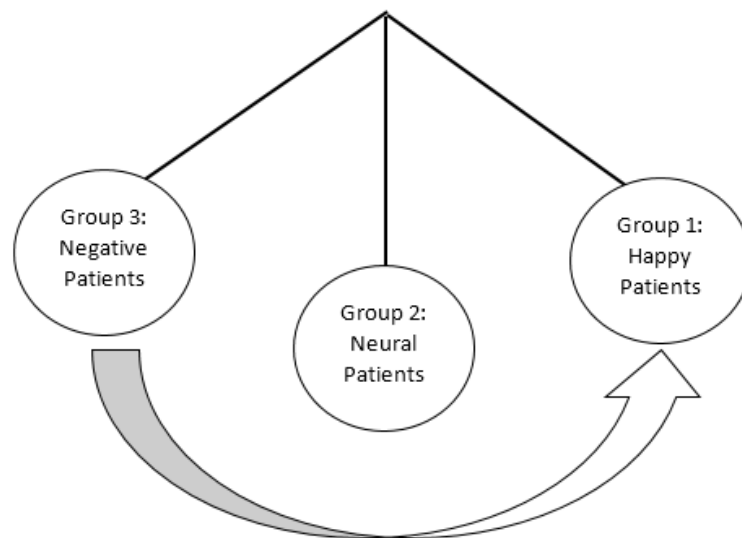 Group 3:
Negative
Patients
Group 2:
Neural
Patients
Group 1:
Happy
Patients